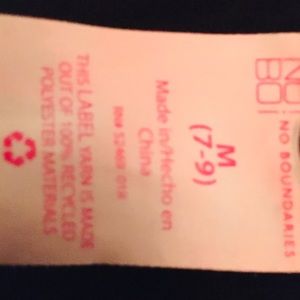 NO!
BO!
NO BOUNDARIES
M
(7-9)
Made in/Hecho en
China
THIS LABEL YARN IS MADE
OUT OF 100% RECYCLED
POLYESTER MATERIALS